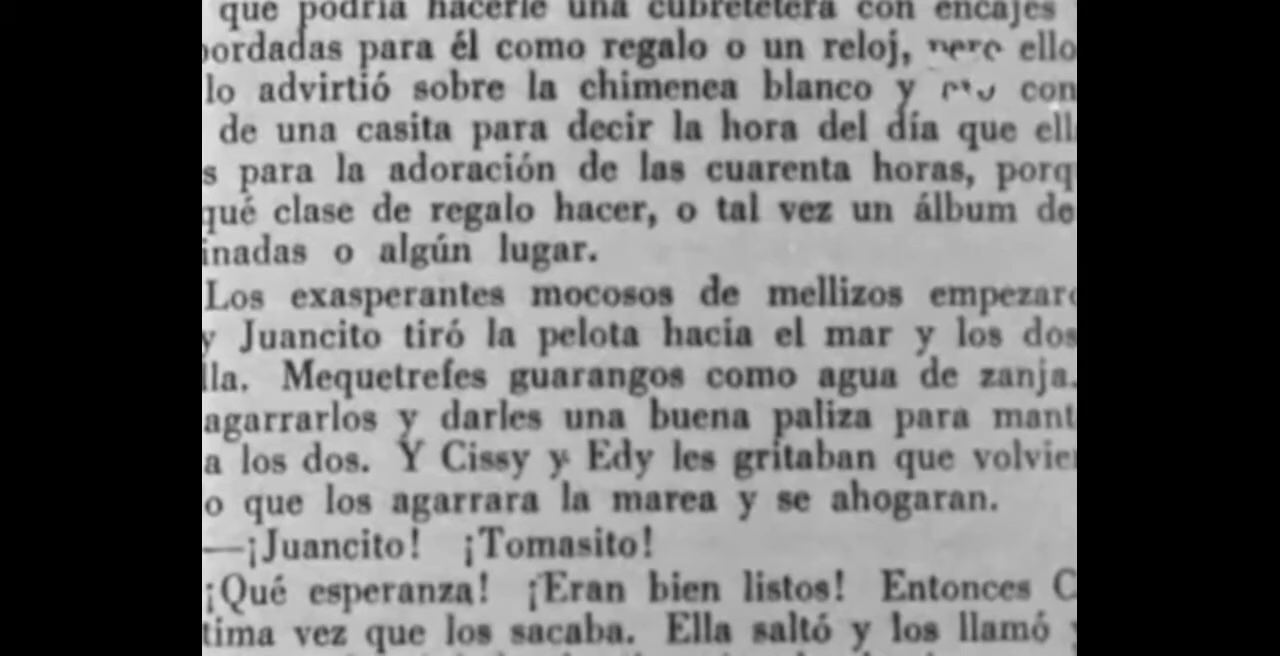 que podría hacerle una cubretetera con encajes
bordadas para él como regalo o un reloj, pero ello
lo advirtió sobre la chimenea blanco y con
de una casita para decir la hora del día que ell
s para la adoración de las cuarenta horas, porq
qué clase de regalo hacer, o tal vez un álbum de
inadas o algún lugar.
Los exasperantes mocosos de mellizos empezaro
y Juancito tiró la pelota hacia el mar y los dos
lla. Mequetrefes guarangos como agua de zanja.
agarrarlos y darles una buena paliza para mant
a los dos. Y Cissy y Edy les gritaban que volvie
o que los agarrara la marea y se ahogaran.
—¡Juancito! ¡Tomasito!
¡Qué esperanza! ¡Eran bien listos! Entonces C
tima vez que los sacaba. Ella saltó y los llamó y